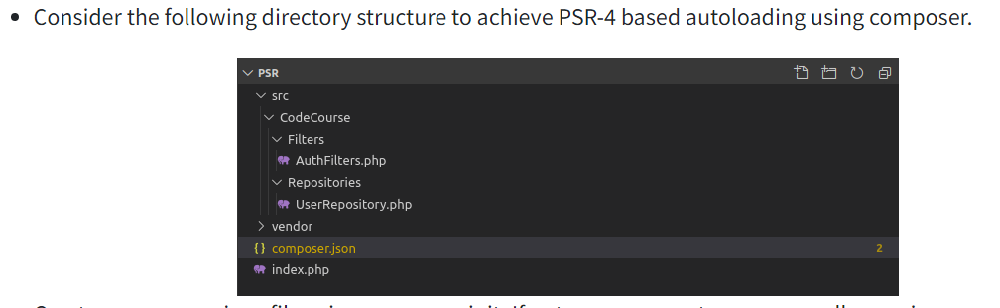 Consider the following directory structure to achieve PSR-4 based autoloading using composer.
PSR
src
CodeCourse
Filters
AuthFilters.php
Repositories
UserRepository.php
vendor
{} composer.json 2
index.php